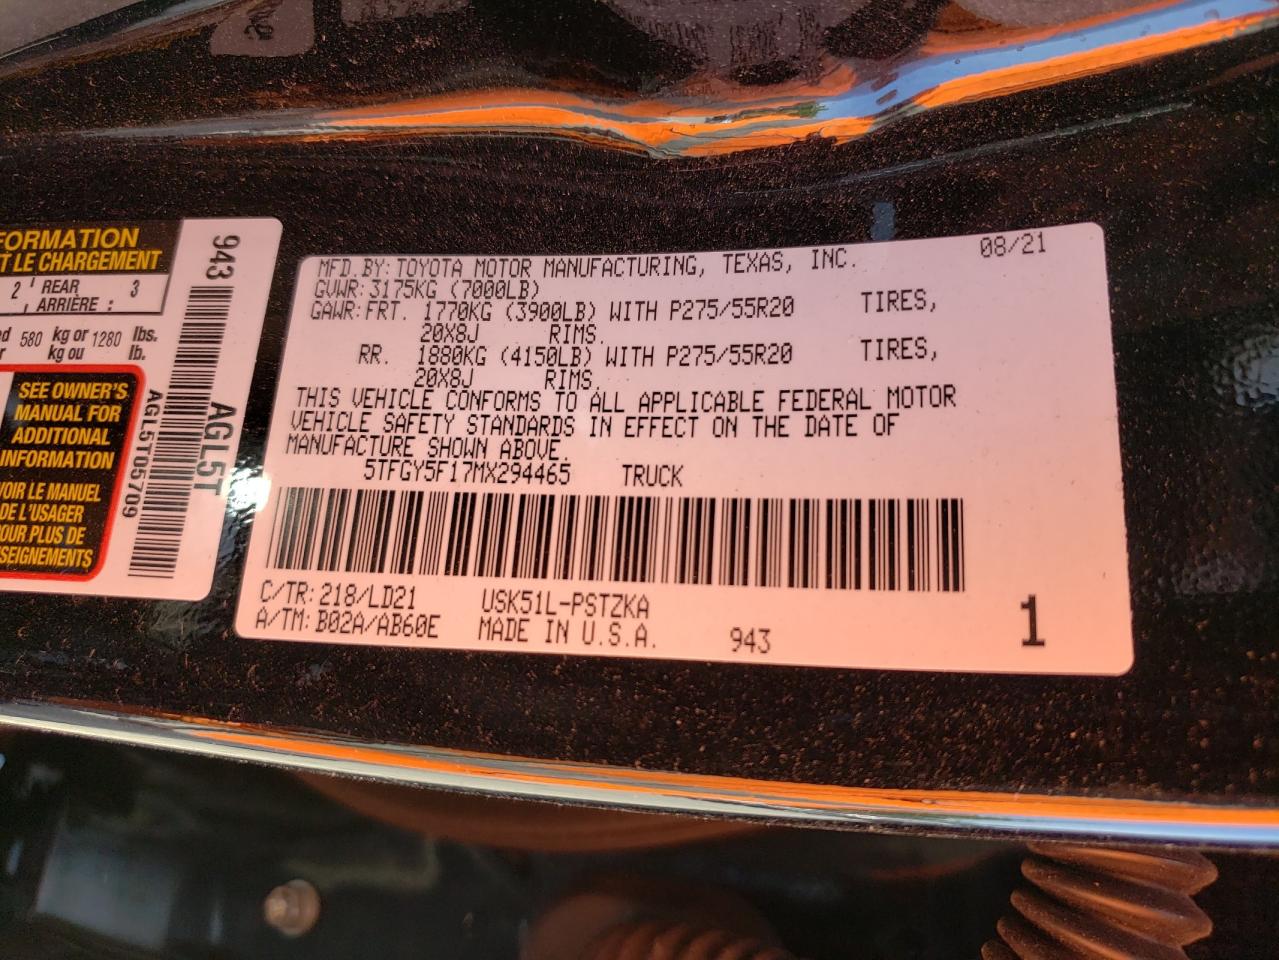 FORMATION
T LE CHARGEMENT
2 REAR 3
ARRIÈRE :
580 kg or 1280 lbs.
kg ou lb.
SEE OWNER'S
MANUAL FOR
ADDITIONAL
INFORMATION
VOIR LE MANUEL
DE L'USAGER
POUR PLUS DE
SEIGNEMENTS
943
AGL5T
AGL5T05709
MFD.BY:TOYOTA MOTOR MANUFACTURING, TEXAS, INC. 08/21
GVWR:3175KG (7000LB)
GAWR:FRT. 1770KG (3900LB) WITH P275/55R20 TIRES,
20X8J RIMS.
RR. 1880KG (4150LB) WITH P275/55R20 TIRES,
20X8J RIMS.
THIS VEHICLE CONFORMS TO ALL APPLICABLE FEDERAL MOTOR
VEHICLE SAFETY STANDARDS IN EFFECT ON THE DATE OF
MANUFACTURE SHOWN ABOVE.
5TFGY5F17MX294465 TRUCK
C/TR:218/LD21 USK51L-PSTZKA
A/TM:B02A/AB60E MADE IN U.S.A. 943 1